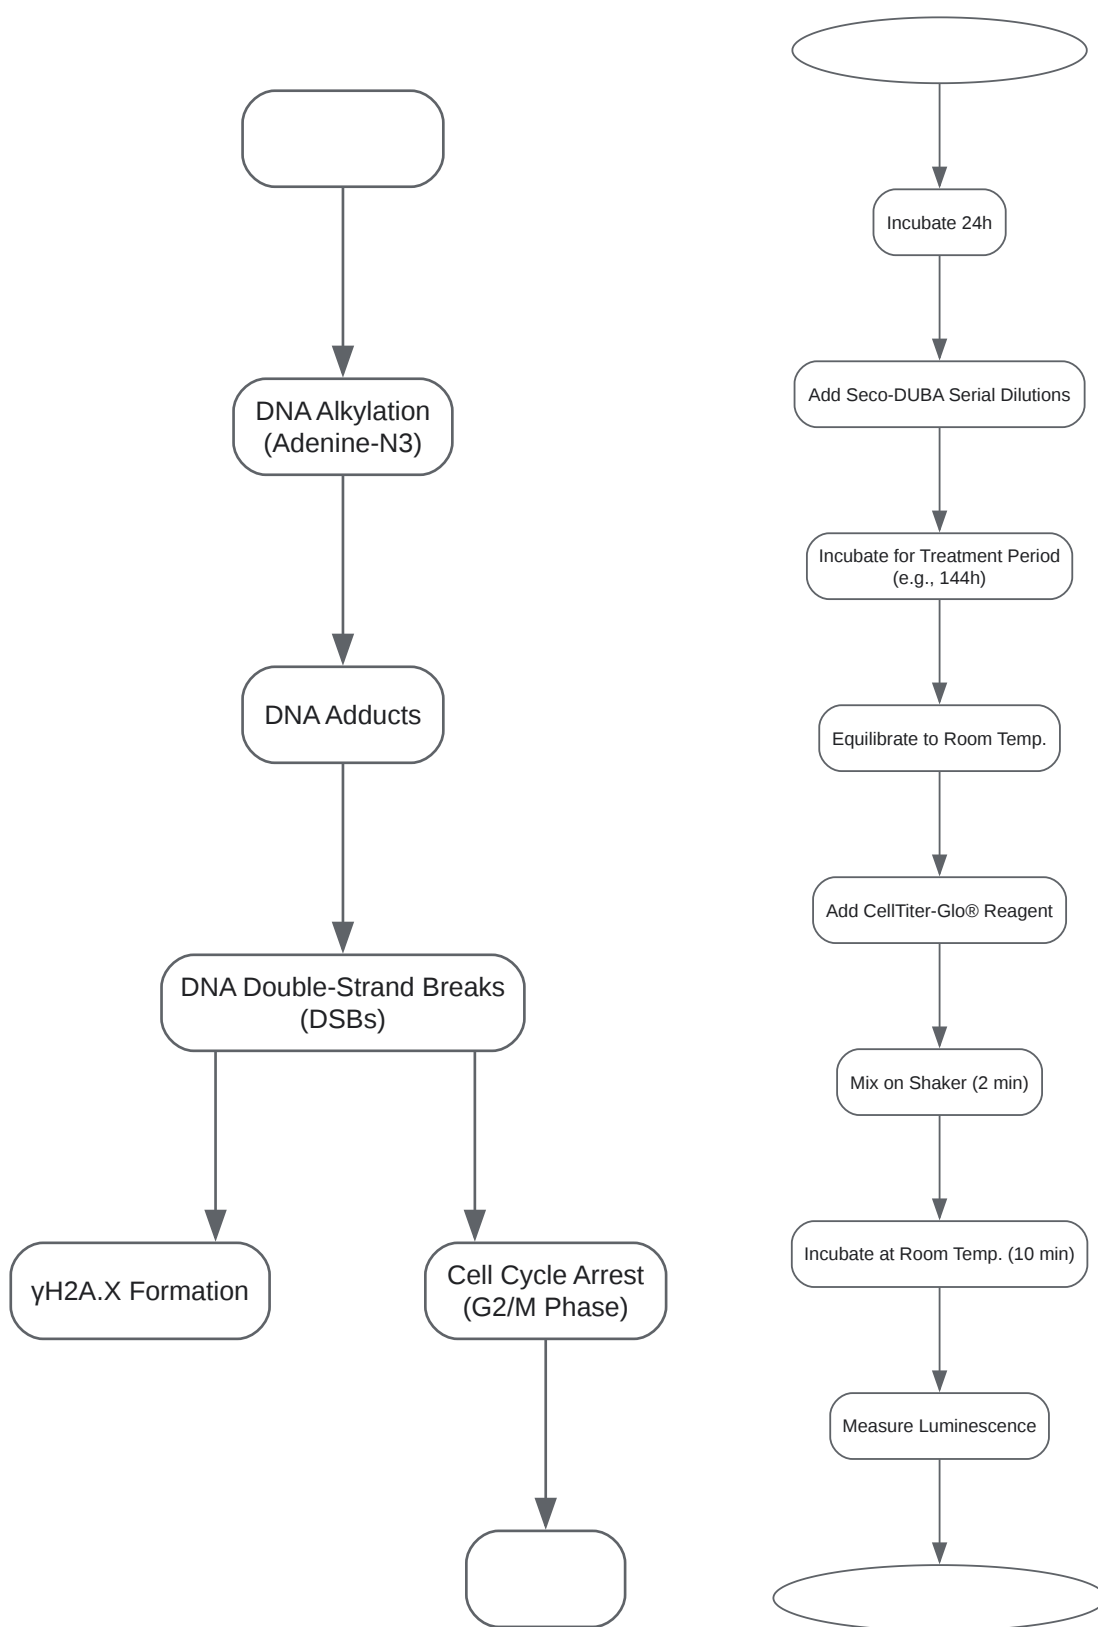 DNA Alkylation
(Adenine-N3)
DNA Adducts
DNA Double-Strand Breaks
(DSBs)
γH2A.X Formation
Cell Cycle Arrest
(G2/M Phase)
Incubate 24h
Add Seco-DUBA Serial Dilutions
Incubate for Treatment Period
(e.g., 144h)
Equilibrate to Room Temp.
Add CellTiter-Glo® Reagent
Mix on Shaker (2 min)
Incubate at Room Temp. (10 min)
Measure Luminescence